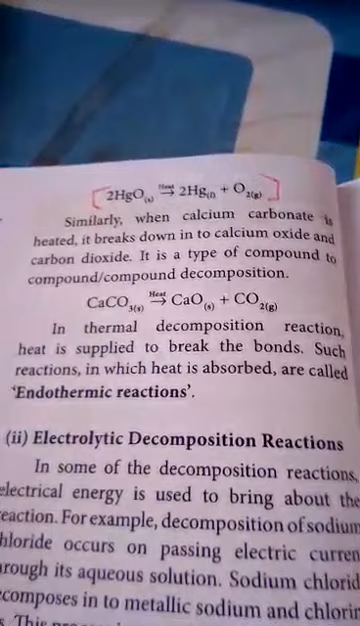 [2HgO(s) Heat→ 2Hg(l) + O2(g)]
Similarly, when calcium carbonate is
heated, it breaks down in to calcium oxide and
carbon dioxide. It is a type of compound to
compound/compound decomposition.
CaCO3(s) Heat→ CaO(s) + CO2(g)
In thermal decomposition reaction,
heat is supplied to break the bonds. Such
reactions, in which heat is absorbed, are called
'Endothermic reactions'.
(ii) Electrolytic Decomposition Reactions
In some of the decomposition reactions,
electrical energy is used to bring about the
reaction. For example, decomposition of sodium
chloride occurs on passing electric curren
rough its aqueous solution. Sodium chlorid
ecomposes in to metallic sodium and chlorin
This